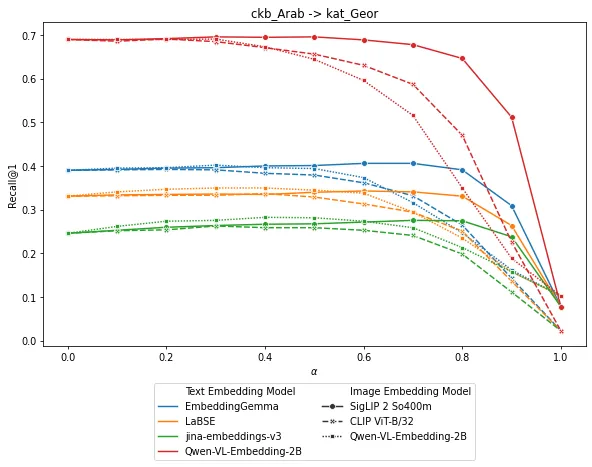 ckb_Arab -> kat_Geor
Recall@1
0.7
0.6
0.5
0.4
0.3
0.2
0.1
0.0
0.0 0.2 0.4 0.6 0.8 1.0
α
Text Embedding Model
EmbeddingGemma
LaBSE
jina-embeddings-v3
Qwen-VL-Embedding-2B
Image Embedding Model
SigLIP 2 So400m
CLIP ViT-B/32
Qwen-VL-Embedding-2B